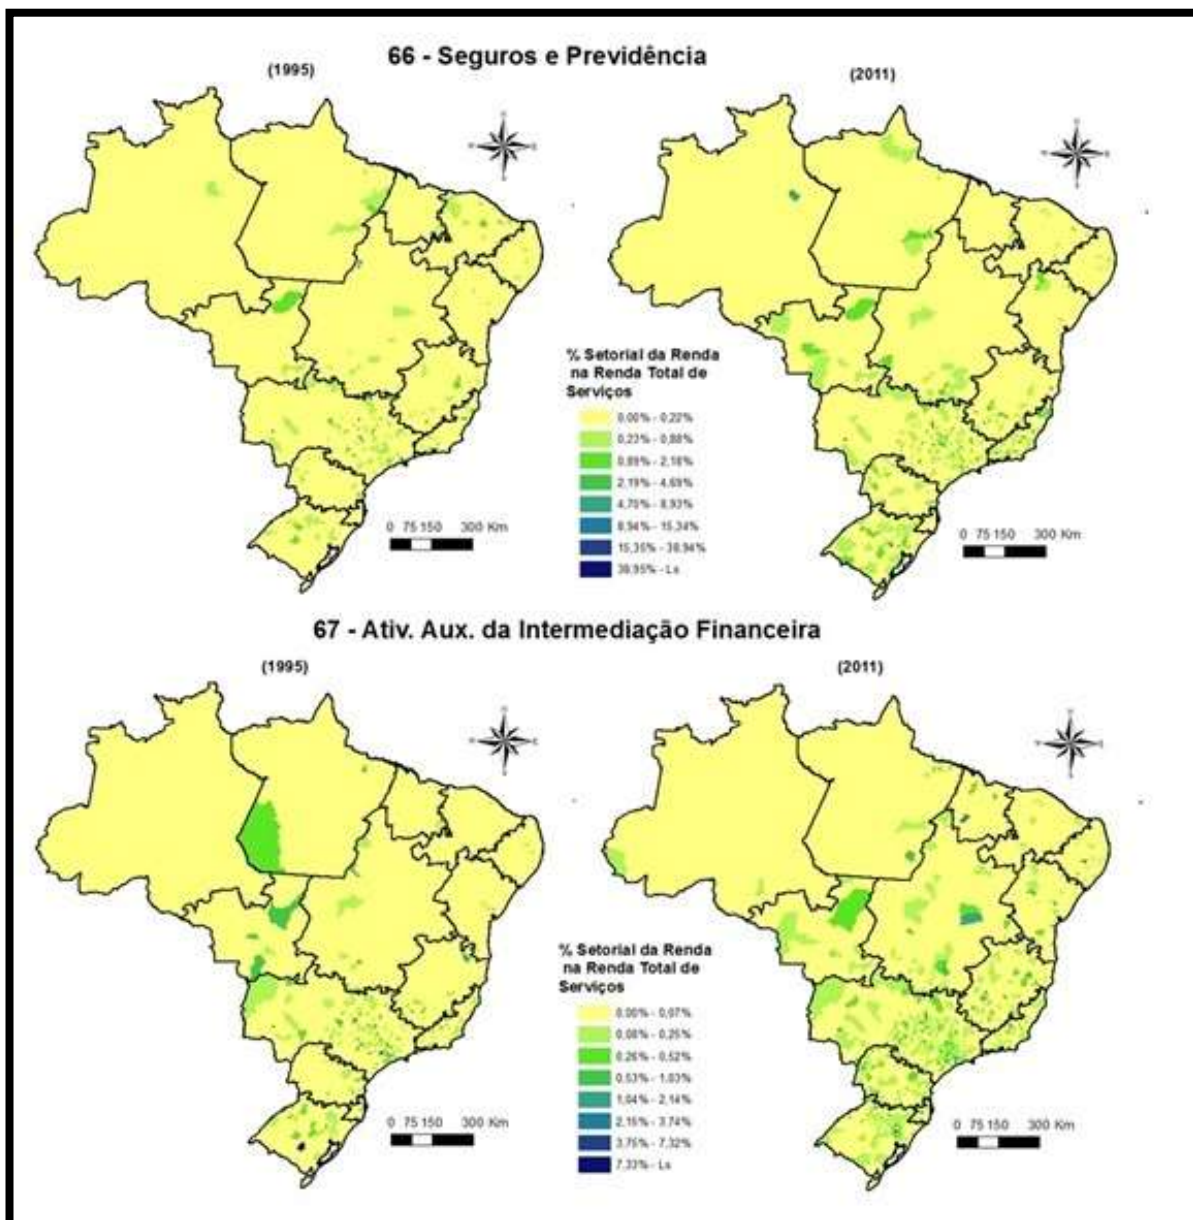 66 - Seguros e Previdência
(1995)
(2011)
% Setorial da Renda
na Renda Total de
Serviços
0,00% - 0,22%
0,23% - 0,88%
0,89% - 2,18%
2,19% - 4,69%
4,70% - 8,93%
8,94% - 15,34%
15,35% - 38,94%
38,95% - Ls
0 75 150 300 Km
0 75 150 300 Km
67 - Ativ. Aux. da Intermediação Financeira
(1995)
(2011)
% Setorial da Renda
na Renda Total de
Serviços
0,00% - 0,07%
0,08% - 0,25%
0,26% - 0,52%
0,53% - 1,03%
1,04% - 2,14%
2,15% - 3,74%
3,75% - 7,32%
7,33% - Ls
0 75 150 300 Km
0 75 150 300 Km